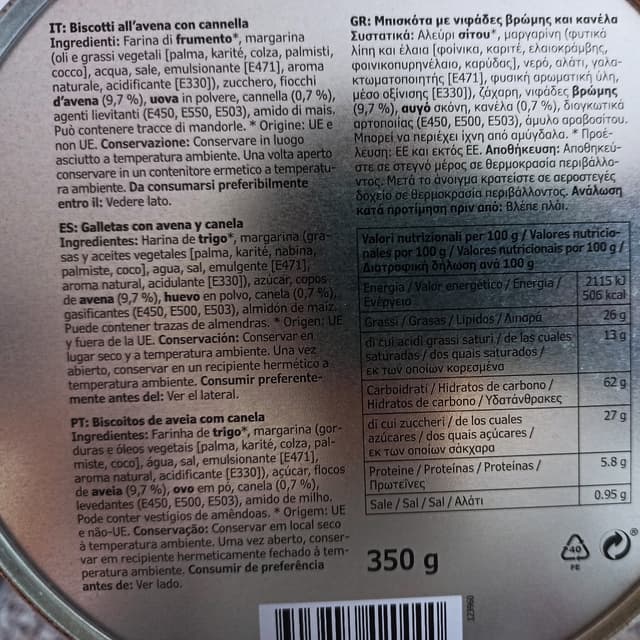 IT: Biscotti all'avena con cannella
Ingredienti: Farina di frumento*, margarina
(oli e grassi vegetali [palma, karité, colza, palmisti,
cocco], acqua, sale, emulsionante [E471], aroma
naturale, acidificante [E330]), zucchero, fiocchi
d'avena (9,7 %), uova in polvere, cannella (0,7 %),
agenti lievitanti (E450, E550, E503), amido di mais.
Può contenere tracce di mandorle. * Origine: UE e
non UE. Conservazione: Conservare in luogo
asciutto a temperatura ambiente. Una volta aperto
conservare in un contenitore ermetico a temperatu-
ra ambiente. Da consumarsi preferibilmente
entro il: Vedere lato.
ES: Galletas con avena y canela
Ingredientes: Harina de trigo*, margarina (gra-
sas y aceites vegetales [palma, karité, nabina,
palmiste, coco], agua, sal, emulgente [E471],
aroma natural, acidulante [E330]), azúcar, copos
de avena (9,7 %), huevo en polvo, canela (0,7 %),
gasificantes (E450, E500, E503), almidón de maíz.
Puede contener trazas de almendras. * Origen: UE
y fuera de la UE. Conservación: Conservar en
lugar seco y a temperatura ambiente. Una vez
abierto, conservar en un recipiente hermético a
temperatura ambiente. Consumir preferente-
mente antes del: Ver el lateral.
PT: Biscoitos de aveia com canela
Ingredientes: Farinha de trigo*, margarina (gor-
duras e óleos vegetais [palma, karité, colza, pal-
miste, coco], água, sal, emulsionante [E471],
aroma natural, acidificante [E330]), açúcar, flocos
de aveia (9,7 %), ovo em pó, canela (0,7 %),
levedantes (E450, E500, E503), amido de milho.
Pode conter vestígios de amêndoas. * Origem: UE
e não-UE. Conservação: Conservar em local seco
à temperatura ambiente. Uma vez aberto, conser-
var em recipiente hermeticamente fechado à tem-
peratura ambiente. Consumir de preferência
antes de: Ver lado.
GR: Μπισκότα με νιφάδες βρώμης και κανέλα
Συστατικά: Αλεύρι σίτου*, μαργαρίνη (φυτικά
λίπη και έλαια [φοίνικα, καριτέ, ελαιοκράμβης,
φοινικοπυρηνέλαιο, καρύδας], νερό, αλάτι, γαλα-
κτωματοποιητής [E471], φυσική αρωματική ύλη,
μέσο οξίνισης [E330]), ζάχαρη, νιφάδες βρώμης
(9,7 %), αυγό σκόνη, κανέλα (0,7 %), διογκωτικά
αρτοποιίας (E450, E500, E503), άμυλο αραβοσίτου.
Μπορεί να περιέχει ίχνη από αμύγδαλα. * Προέ-
λευση: ΕΕ και εκτός ΕΕ. Αποθήκευση: Αποθηκεύ-
στε σε στεγνό μέρος σε θερμοκρασία περιβάλλο-
ντος. Μετά το άνοιγμα κρατείστε σε αεροστεγές
δοχείο σε θερμοκρασία περιβάλλοντος. Ανάλωση
κατά προτίμηση πριν από: Βλέπε πλάι.
Valori nutrizionali per 100 g / Valores nutricio-
nales por 100 g / Valores nutricionais por 100 g /
Διατροφική δήλωση ανά 100 g
Energia / Valor energético / Energia / 2115 kJ
Ενέργεια 506 kcal
Grassi / Grasas / Lípidos / Λιπαρά 26 g
di cui acidi grassi saturi / de las cuales 13 g
saturadas / dos quais saturados /
εκ των οποίων κορεσμένα
Carboidrati / Hidratos de carbono / 62 g
Hidratos de carbono / Υδατάνθρακες
di cui zuccheri / de los cuales 27 g
azúcares / dos quais açúcares /
εκ των οποίων σάκχαρα
Proteine / Proteínas / Proteínas / 5.8 g
Πρωτεΐνες
Sale / Sal / Sal / Αλάτι 0.95 g
350 g
40
FE
®
123960